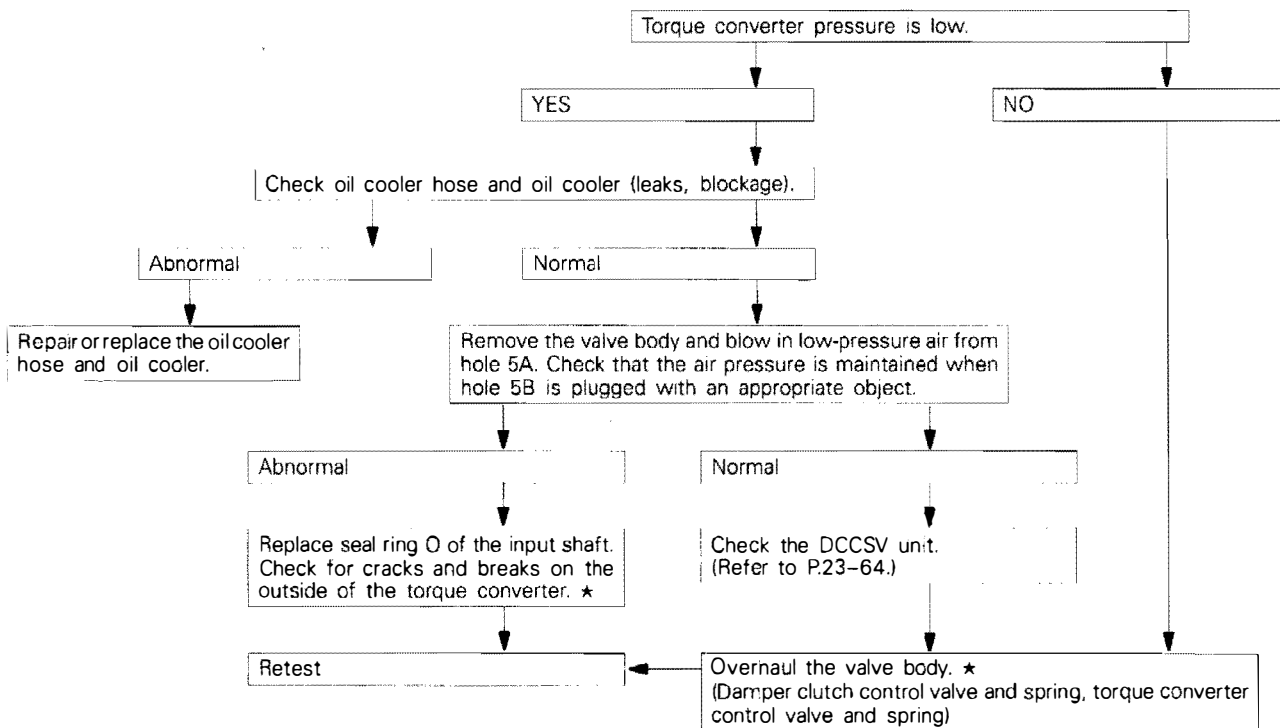 Torque converter pressure is low.
YES
NO
Check oil cooler hose and oil cooler (leaks, blockage).
Abnormal
Normal
Repair or replace the oil cooler
hose and oil cooler.
Remove the valve body and blow in low-pressure air from
hole 5A. Check that the air pressure is maintained when
hole 5B is plugged with an appropriate object.
Abnormal
Normal
Replace seal ring O of the input shaft.
Check for cracks and breaks on the
outside of the torque converter. ★
Check the DCCSV unit.
(Refer to P.23–64.)
Retest
Overnaul the valve body. ★
(Damper clutch control valve and spring, torque converter
control valve and spring)